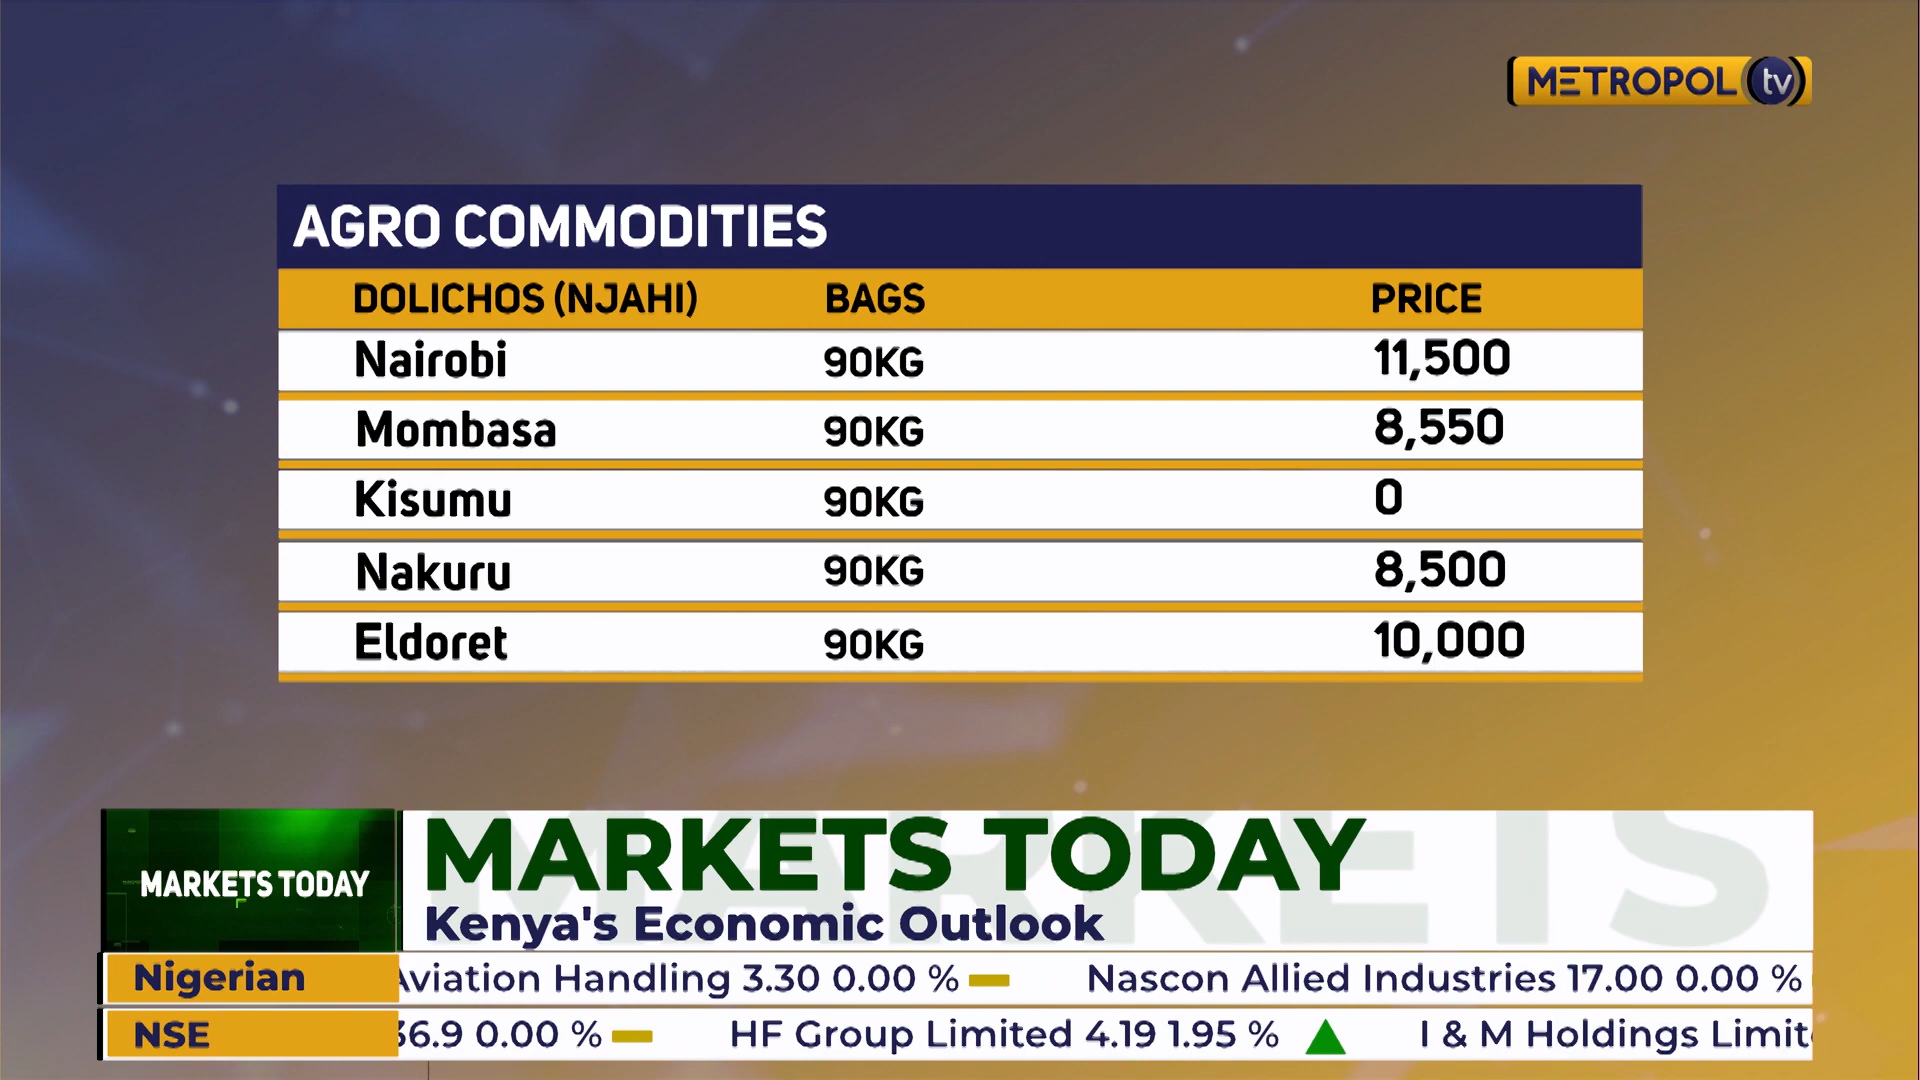 METROPOL tv
AGRO COMMODITIES
DOLICHOS (NJAHI) BAGS PRICE
Nairobi 90KG 11,500
Mombasa 90KG 8,550
Kisumu 90KG 0
Nakuru 90KG 8,500
Eldoret 90KG 10,000
MARKETS TODAY
MARKETS TODAY
Kenya's Economic Outlook
Nigerian Aviation Handling 3.30 0.00 % Nascon Allied Industries 17.00 0.00 %
NSE 36.9 0.00 % HF Group Limited 4.19 1.95 % I & M Holdings